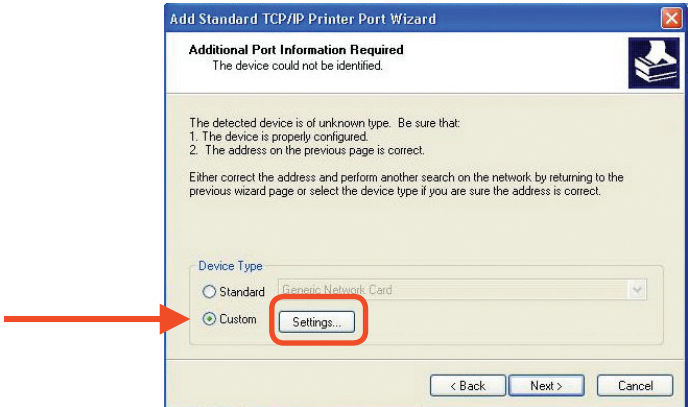 Add Standard TCP/IP Printer Port Wizard
Additional Port Information Required
The device could not be identified.
The detected device is of unknown type. Be sure that:
1. The device is properly configured.
2. The address on the previous page is correct.
Either correct the address and perform another search on the network by returning to the
previous wizard page or select the device type if you are sure the address is correct.
Device Type
Standard Generic Network Card
Custom Settings...
< Back Next > Cancel